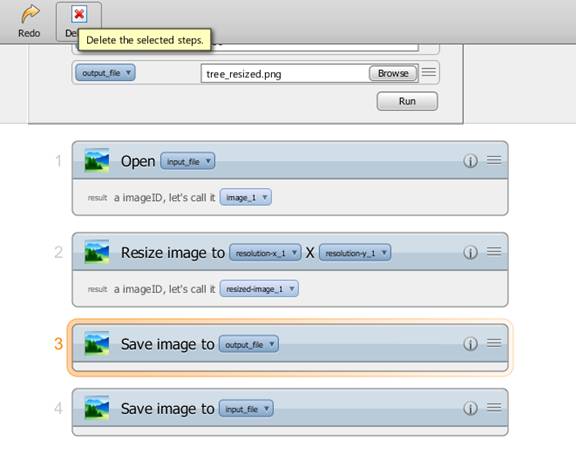 Redo
Delete the selected steps.
output_file tree_resized.png Browse
Run
1 Open input_file
result a imageID, let's call it image_1
2 Resize image to resolution-x_1 X resolution-y_1
result a imageID, let's call it resized-image_1
3 Save image to output_file
4 Save image to input_file